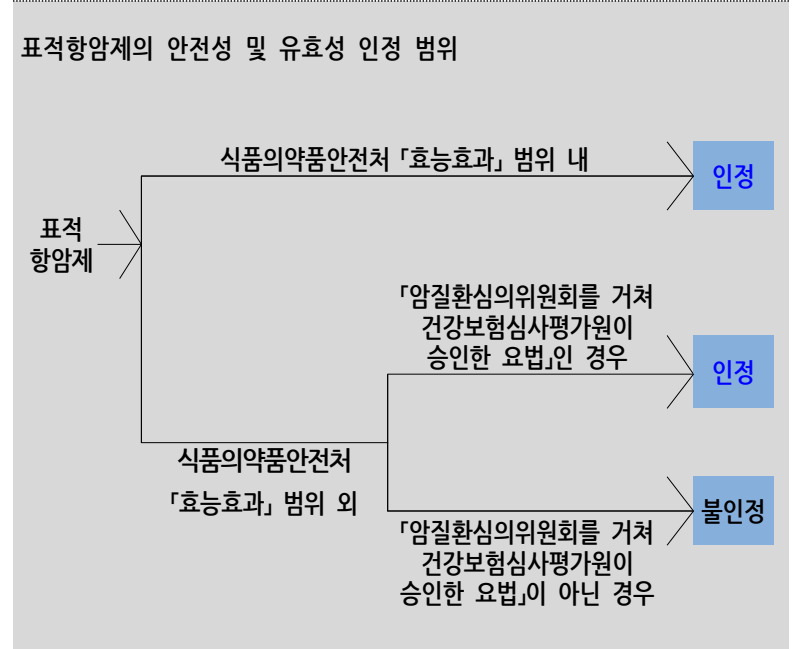 표적항암제의 안전성 및 유효성 인정 범위
식품의약품안전처 「효능효과」 범위 내
인정
표적
항암제
「암질환심의위원회를 거쳐
건강보험심사평가원이
승인한 요법」인 경우
인정
식품의약품안전처
「효능효과」 범위 외
불인정
「암질환심의위원회를 거쳐
건강보험심사평가원이
승인한 요법」이 아닌 경우